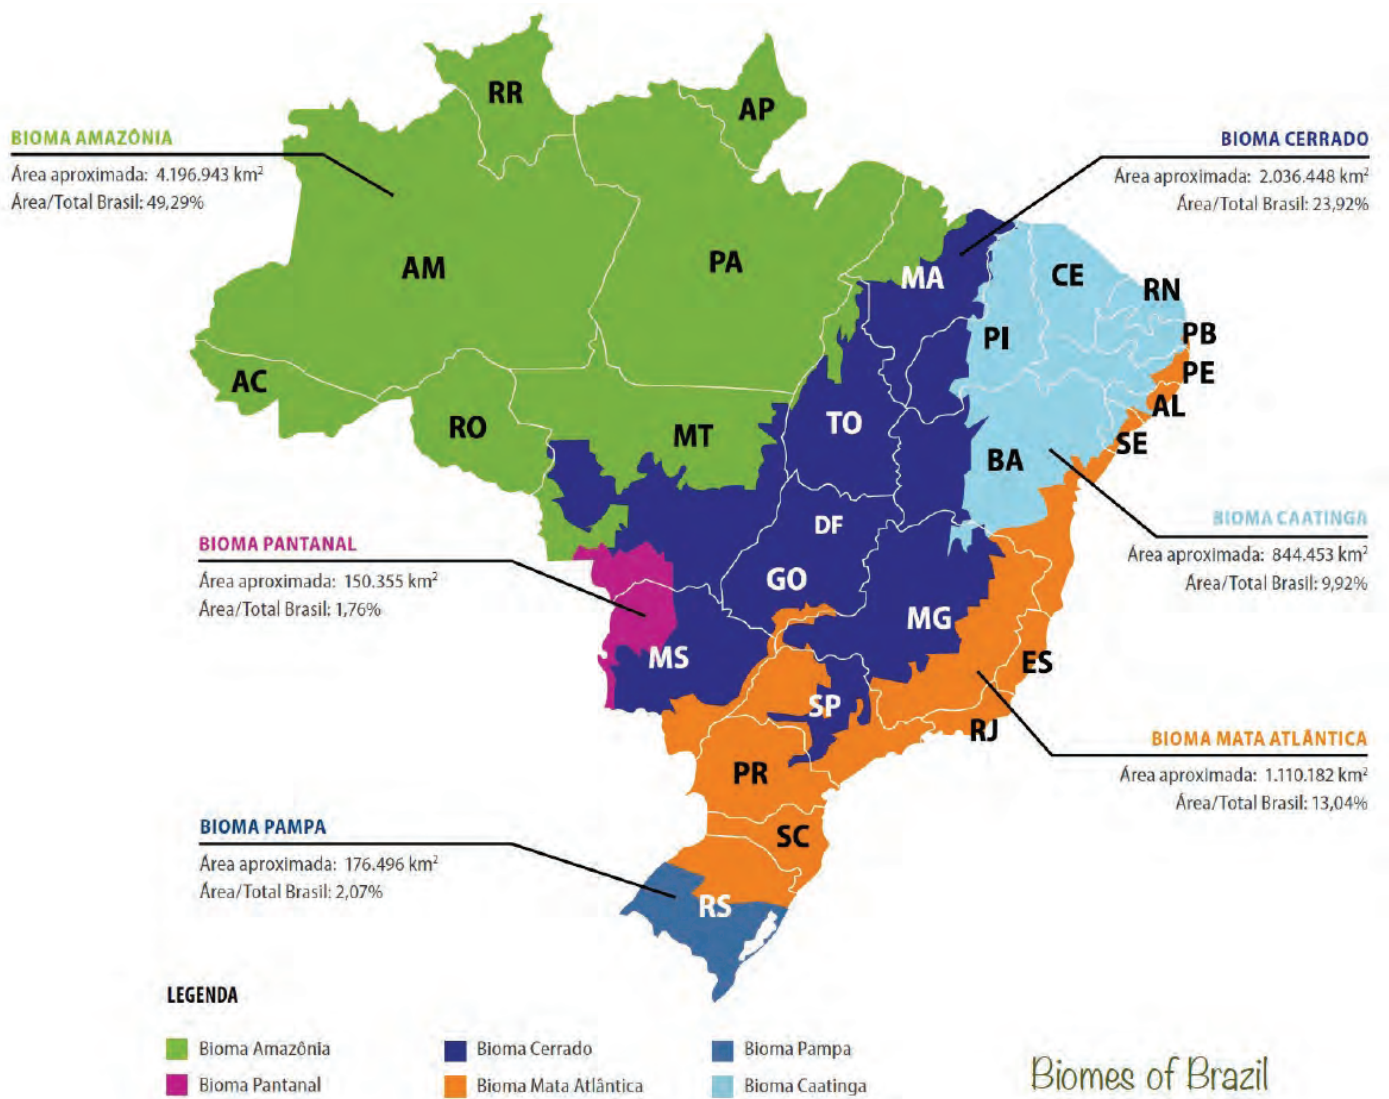 RR
AP
BIOMA AMAZÔNIA
Área aproximada: 4.196.943 km²
Área/Total Brasil: 49,29%
BIOMA CERRADO
Área aproximada: 2.036.448 km²
Área/Total Brasil: 23,92%
AM
PA
MA
CE
RN
PI
PB
PE
AC
AL
RO
MT
TO
SE
BA
BIOMA CAATINGA
Área aproximada: 844.453 km²
Área/Total Brasil: 9,92%
DF
BIOMA PANTANAL
Área aproximada: 150.355 km²
Área/Total Brasil: 1,76%
GO
MG
MS
ES
SP
RJ
BIOMA MATA ATLÂNTICA
Área aproximada: 1.110.182 km²
Área/Total Brasil: 13,04%
PR
SC
BIOMA PAMPA
Área aproximada: 176.496 km²
Área/Total Brasil: 2,07%
RS
LEGENDA
Bioma Amazônia
Bioma Cerrado
Bioma Pampa
Bioma Pantanal
Bioma Mata Atlântica
Bioma Caatinga
Biomes of Brazil